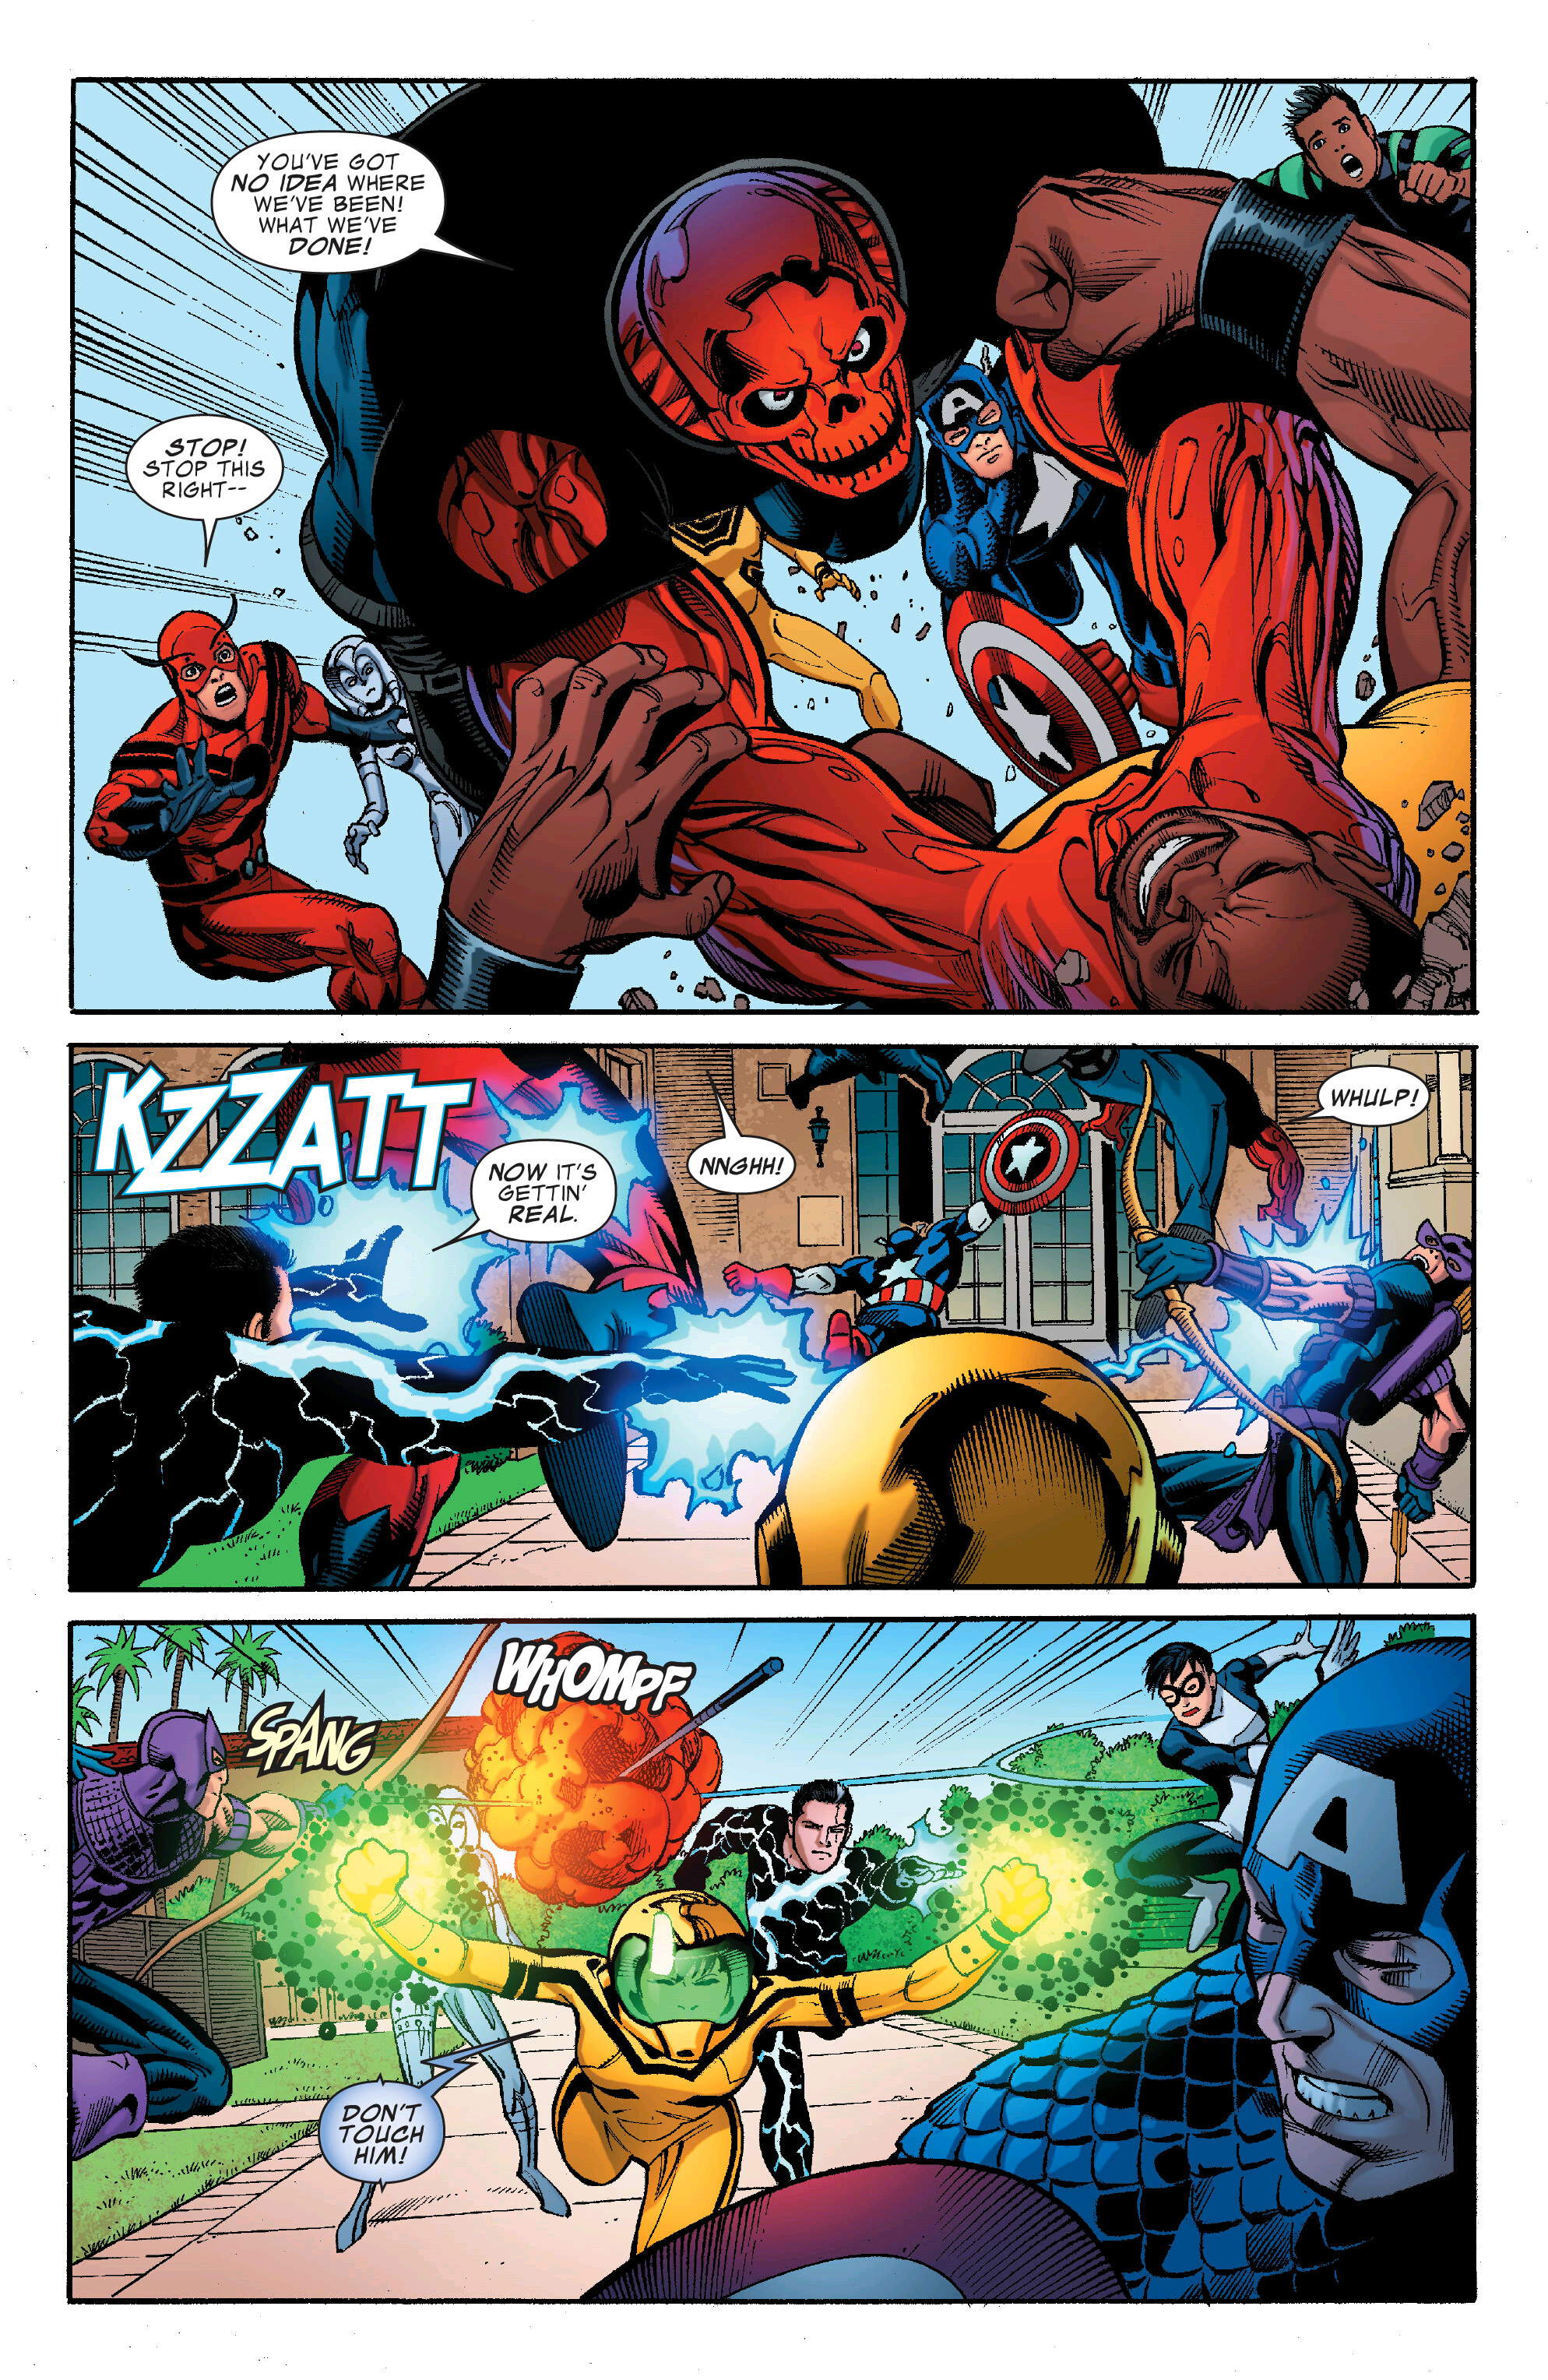 YOU'VE GOT
NO IDEA WHERE
WE'VE BEEN!
WHAT WE'VE
DONE!
STOP!
STOP THIS
RIGHT--
A
KZZZATT
NOW IT'S
GETTIN'
REAL.
NNGHH!
WHULP!
SPANG
WHOMPF
A
DON'T
TOUCH
HIM!